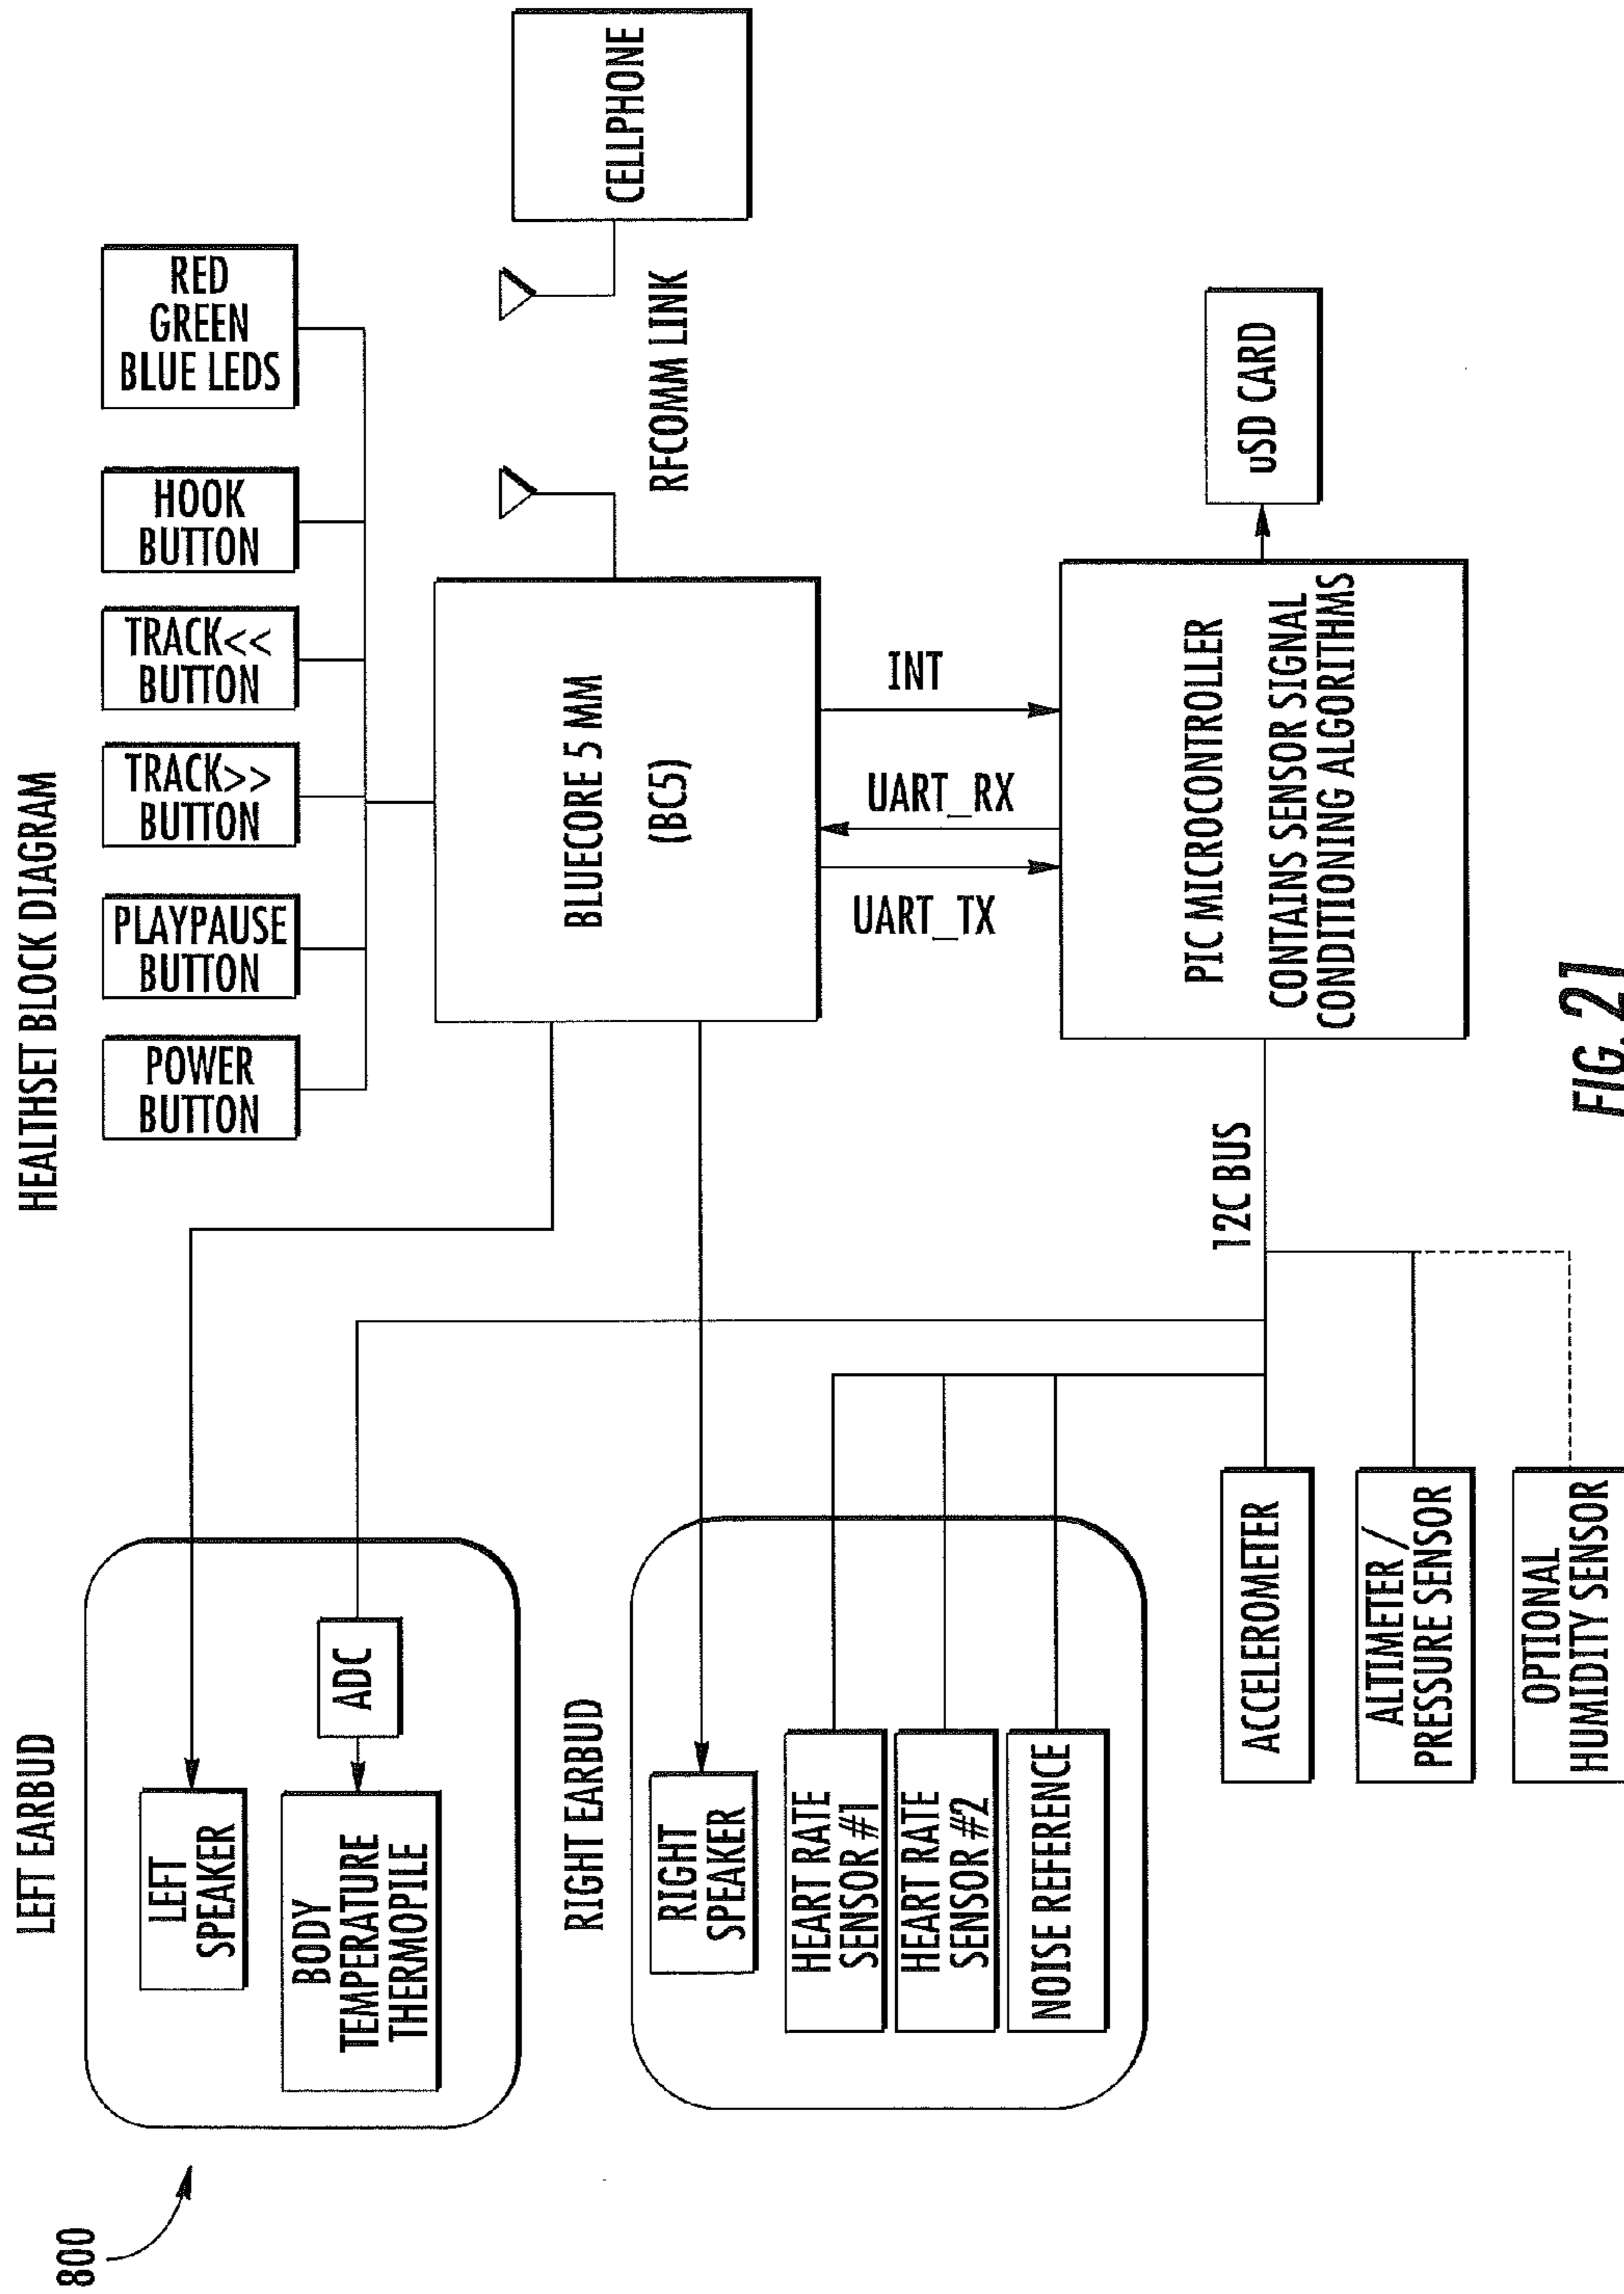 HEALTHSET BLOCK DIAGRAM
800
LEFT EARBUD
LEFT
SPEAKER
BODY
TEMPERATURE
THERMOPILE
ADC
POWER
BUTTON
PLAYPAUSE
BUTTON
TRACK>>
BUTTON
TRACK<<
BUTTON
HOOK
BUTTON
RED
GREEN
BLUE LEDS
BLUECORE 5 MM
(BC5)
CELLPHONE
RFCOMM LINK
RIGHT EARBUD
RIGHT
SPEAKER
HEART RATE
SENSOR #1
HEART RATE
SENSOR #2
NOISE REFERENCE
UART_TX
UART_RX
INT
PIC MICROCONTROLLER
CONTAINS SENSOR SIGNAL
CONDITIONING ALGORITHMS
uSD CARD
12C BUS
ACCELEROMETER
ALTIMETER /
PRESSURE SENSOR
OPTIONAL
HUMIDITY SENSOR
FIG. 21